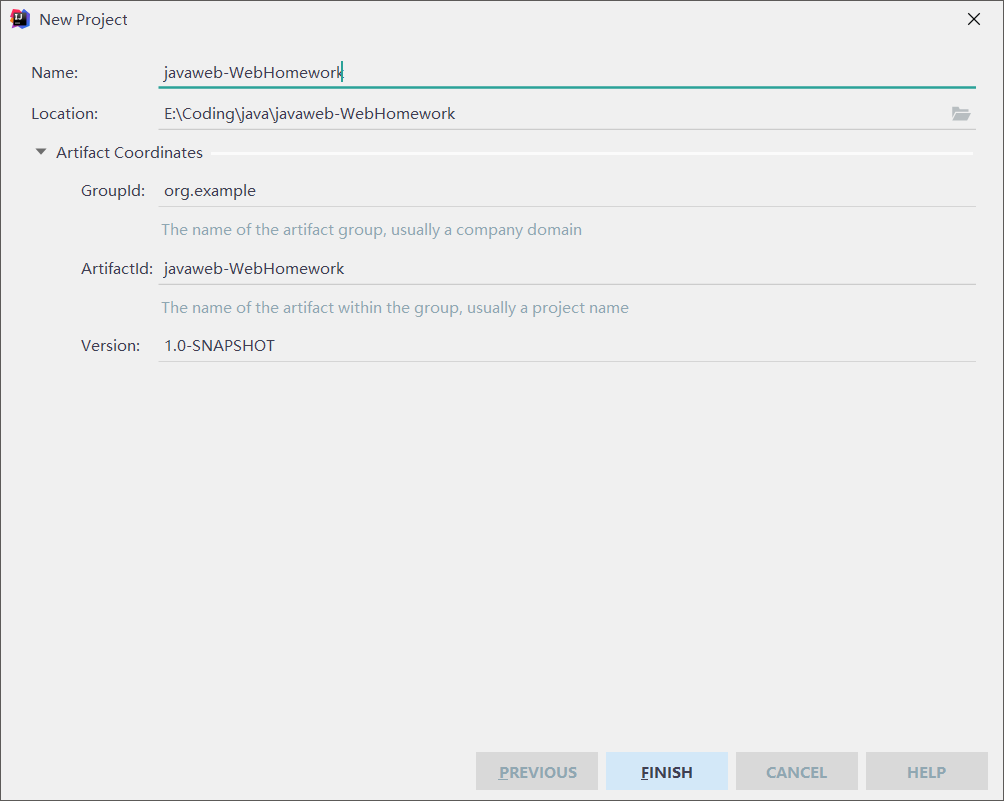 New Project
Name: javaweb-WebHomework
Location: E:\Coding\java\javaweb-WebHomework
Artifact Coordinates
GroupId: org.example
The name of the artifact group, usually a company domain
ArtifactId: javaweb-WebHomework
The name of the artifact within the group, usually a project name
Version: 1.0-SNAPSHOT
PREVIOUS FINISH CANCEL HELP